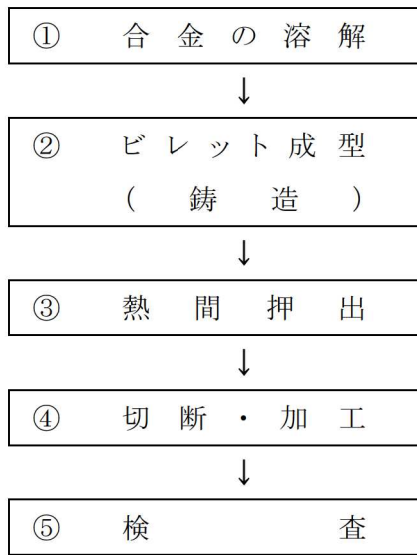 ① 合金の溶解
↓
② ビレット成型
(鋳造)
↓
③ 熱間押出
↓
④ 切断・加工
↓
⑤ 検査